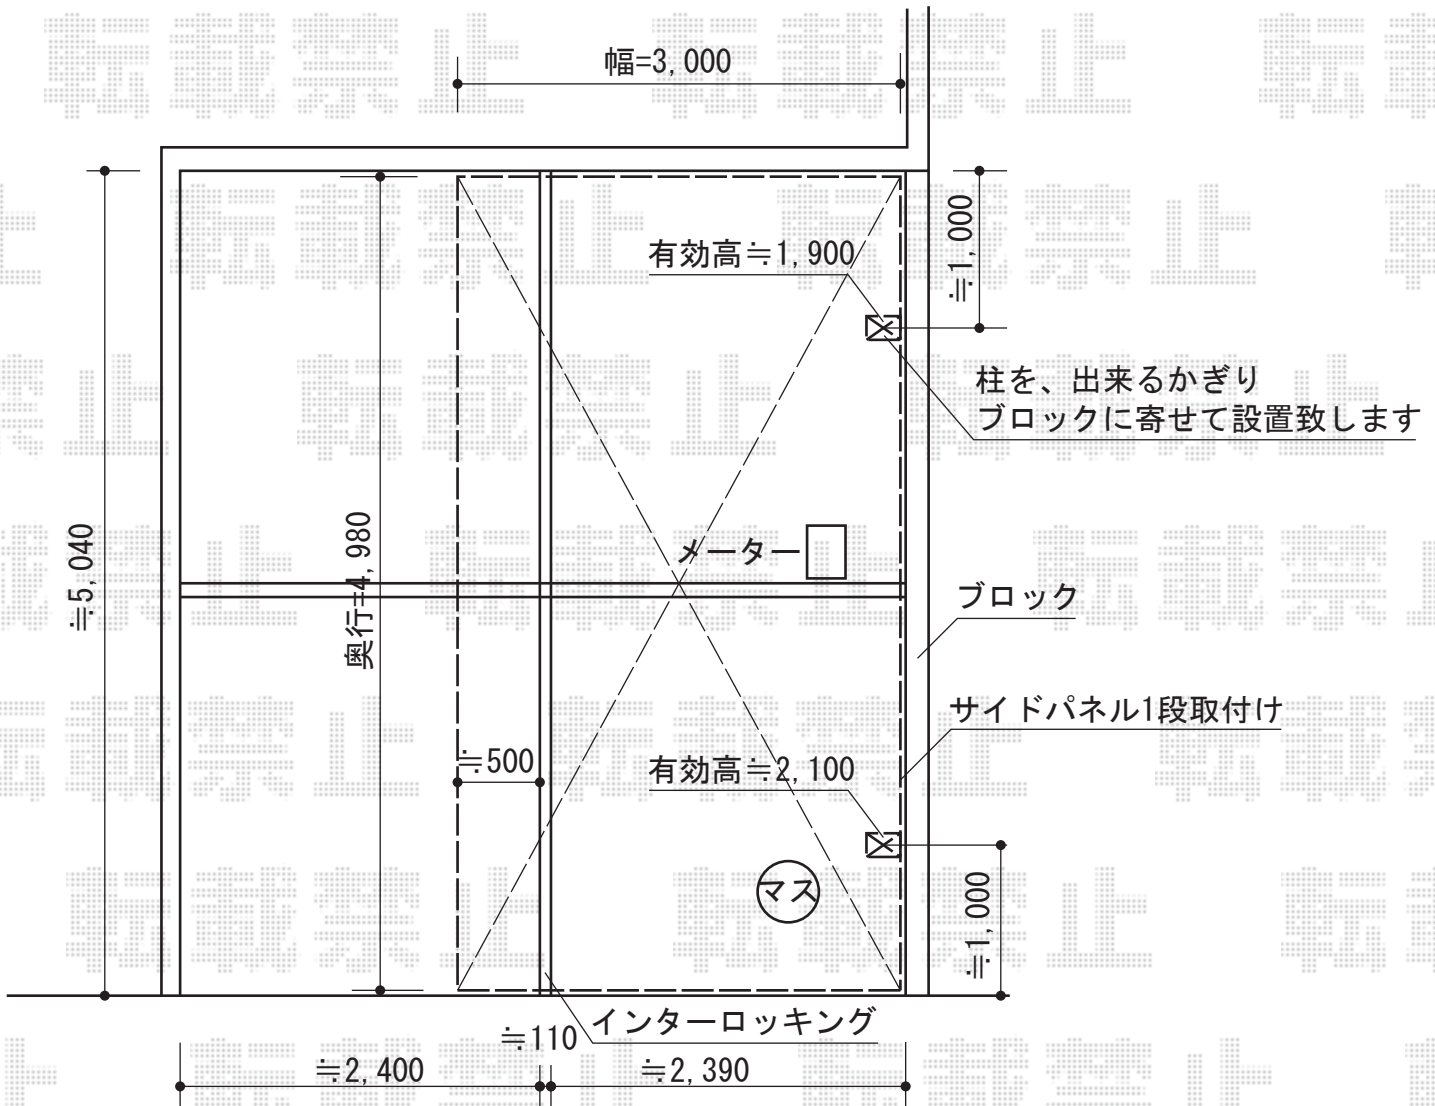 幅=3,000
有効高≒1,900
≒1,000
柱を、出来るかぎり
ブロックに寄せて設置致します
≒5,040
奥行=4,980
メーター
ブロック
サイドパネル1段取付け
≒500
有効高≒2,100
マス
≒1,000
インターロッキング
≒110
≒2,400
≒2,390
転載禁止